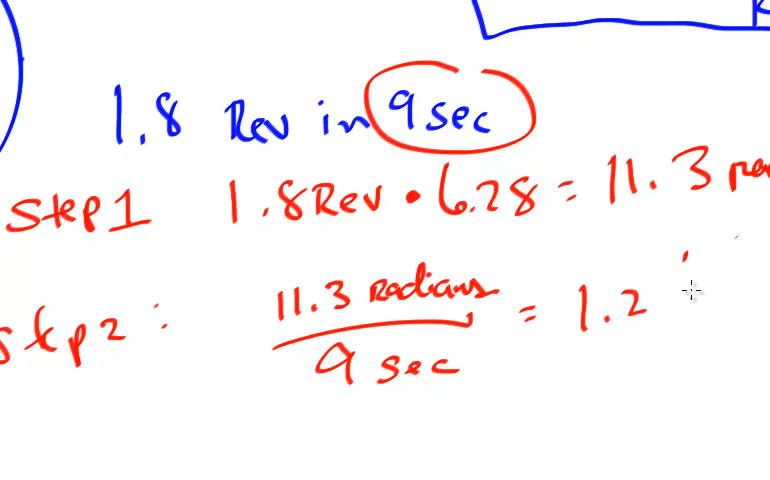 1.8 Rev in 9 sec
Step 1 1.8 Rev • 6.28 = 11.3
step 2 : 11.3 Radians = 1.2
9 sec